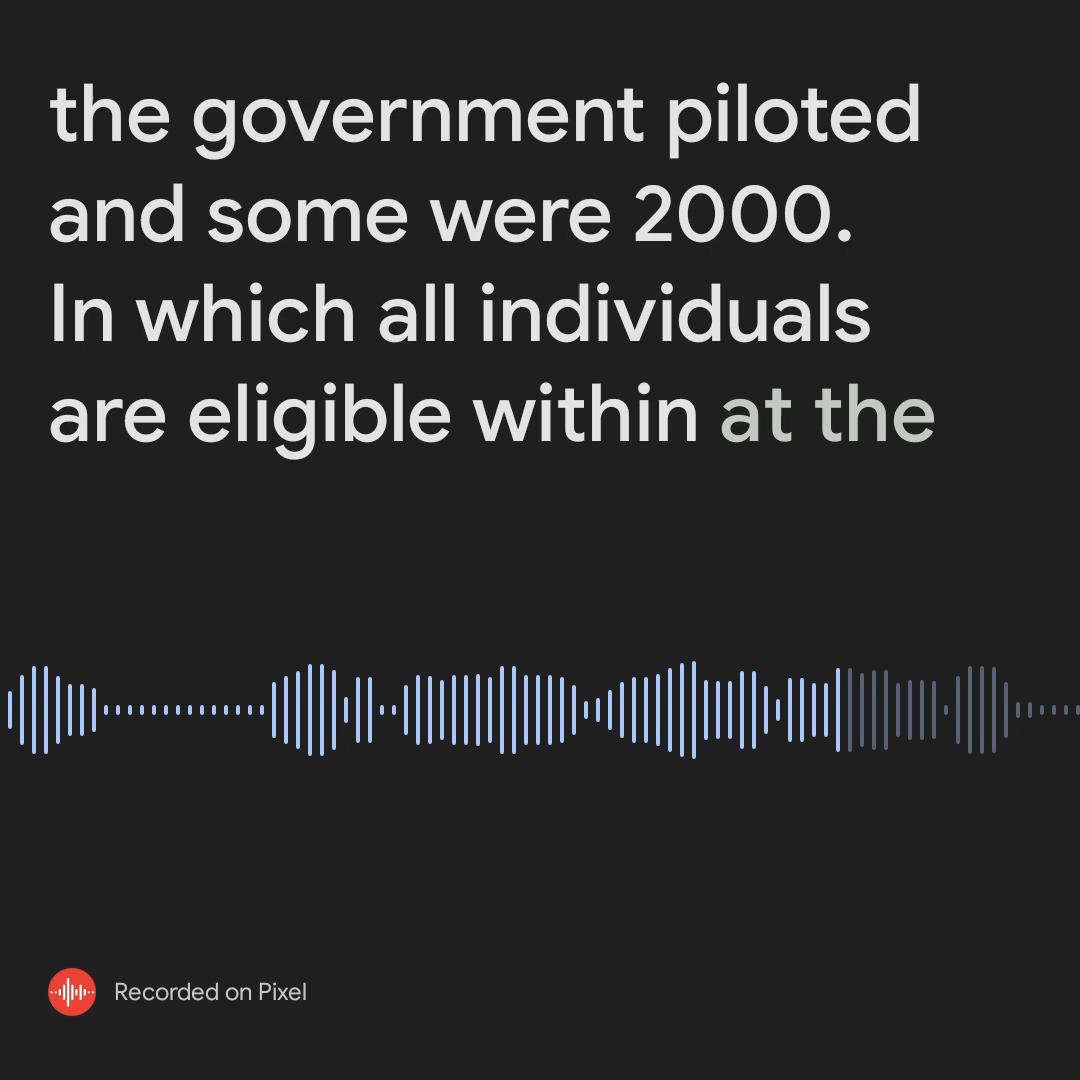 the government piloted
and some were 2000.
In which all individuals
are eligible within at the
Recorded on Pixel